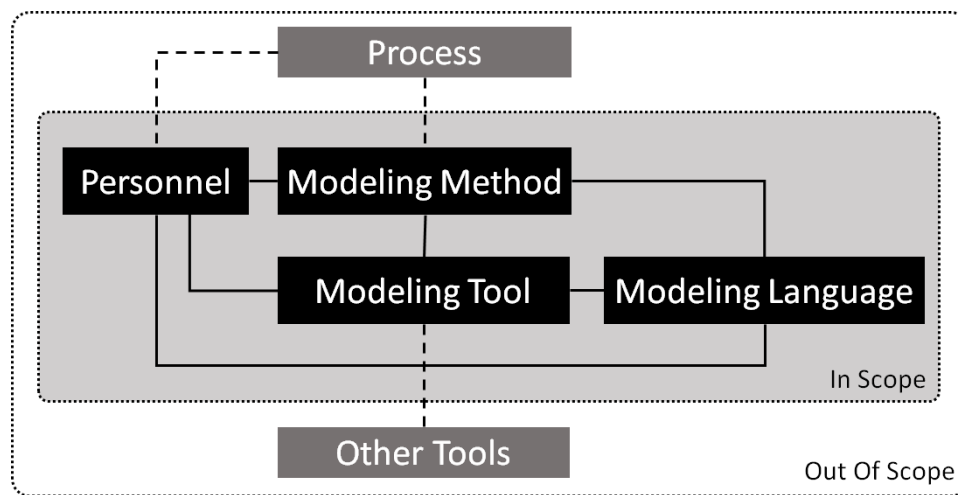 Process
Personnel
Modeling Method
Modeling Tool
Modeling Language
In Scope
Other Tools
Out Of Scope